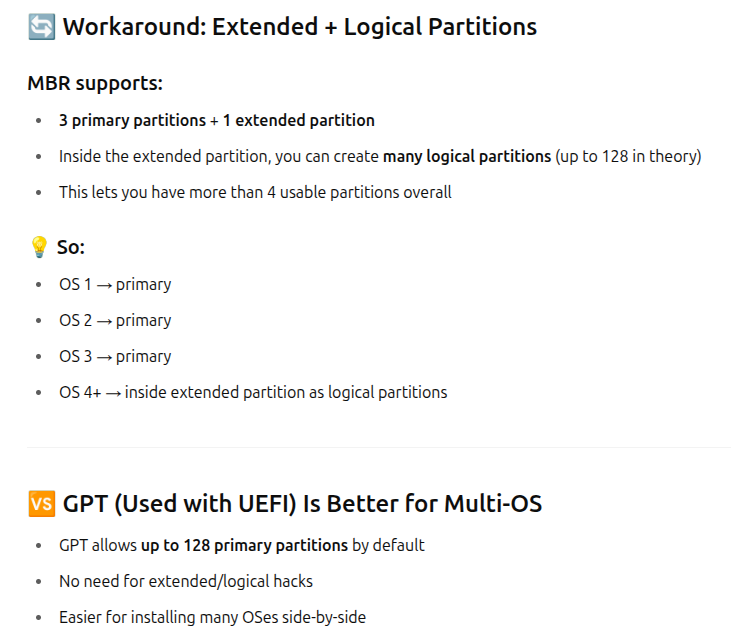 🔄 Workaround: Extended + Logical Partitions
MBR supports:
• 3 primary partitions + 1 extended partition
• Inside the extended partition, you can create many logical partitions (up to 128 in theory)
• This lets you have more than 4 usable partitions overall
💡 So:
• OS 1 → primary
• OS 2 → primary
• OS 3 → primary
• OS 4+ → inside extended partition as logical partitions
🆚 GPT (Used with UEFI) Is Better for Multi-OS
• GPT allows up to 128 primary partitions by default
• No need for extended/logical hacks
• Easier for installing many OSes side-by-side